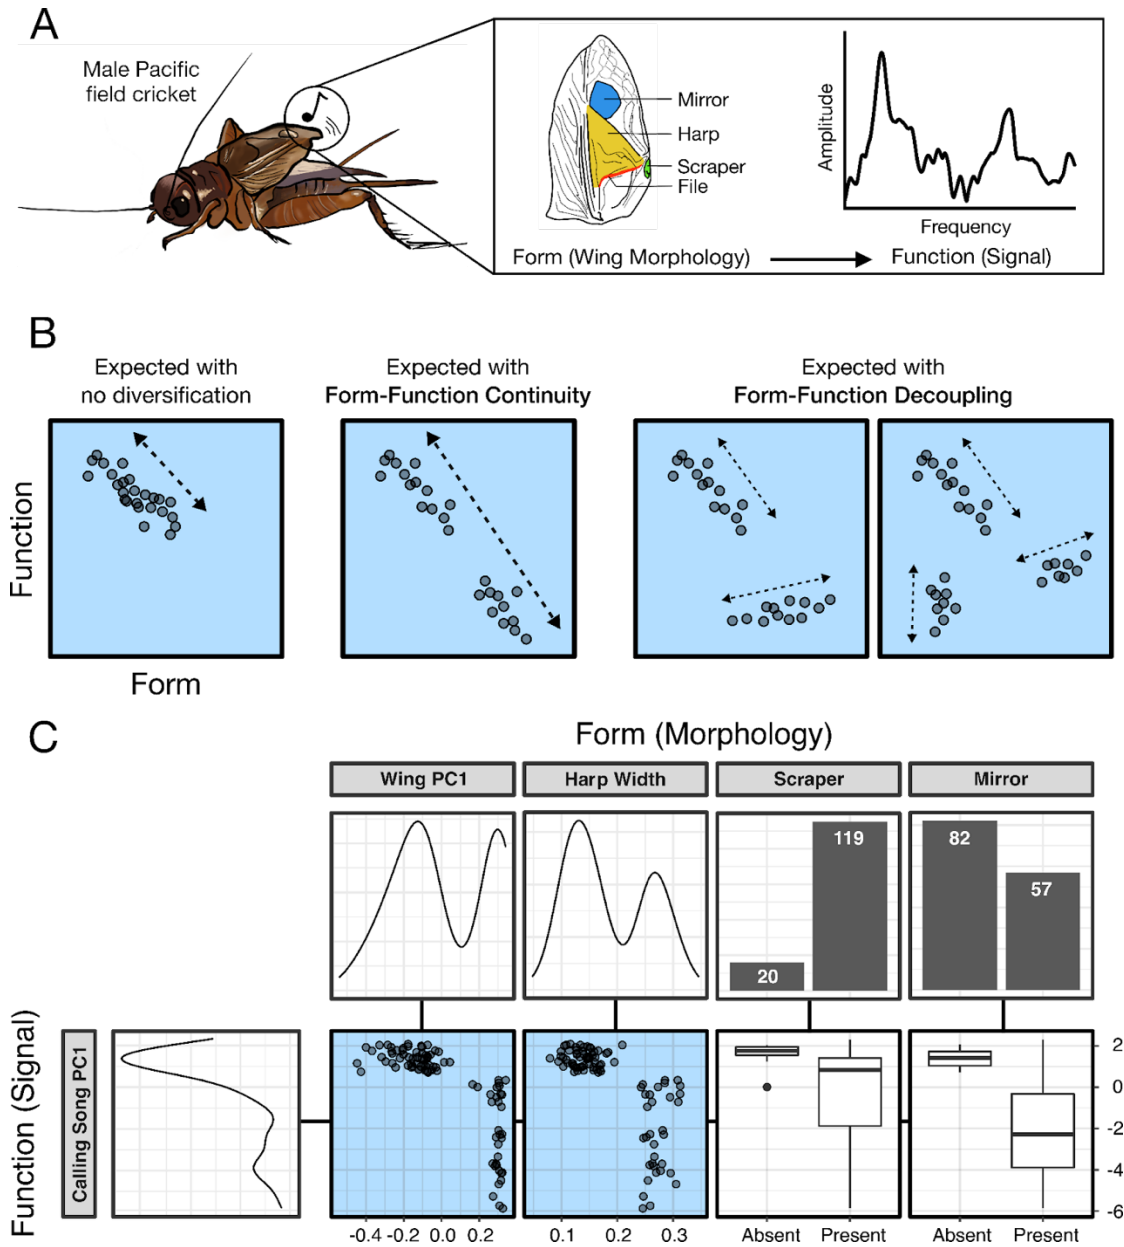 A
Male Pacific
field cricket
Mirror
Harp
Scraper
File
Form (Wing Morphology)
Amplitude
Frequency
Function (Signal)
B
Expected with
no diversification
Expected with
Form-Function Continuity
Expected with
Form-Function Decoupling
Function
Form
C
Form (Morphology)
Wing PC1
Harp Width
Scraper
Mirror
20
119
82
57
Function (Signal)
Calling Song PC1
2
0
-2
-4
-6
-0.4 -0.2 0.0 0.2
0.1 0.2 0.3
Absent Present
Absent Present